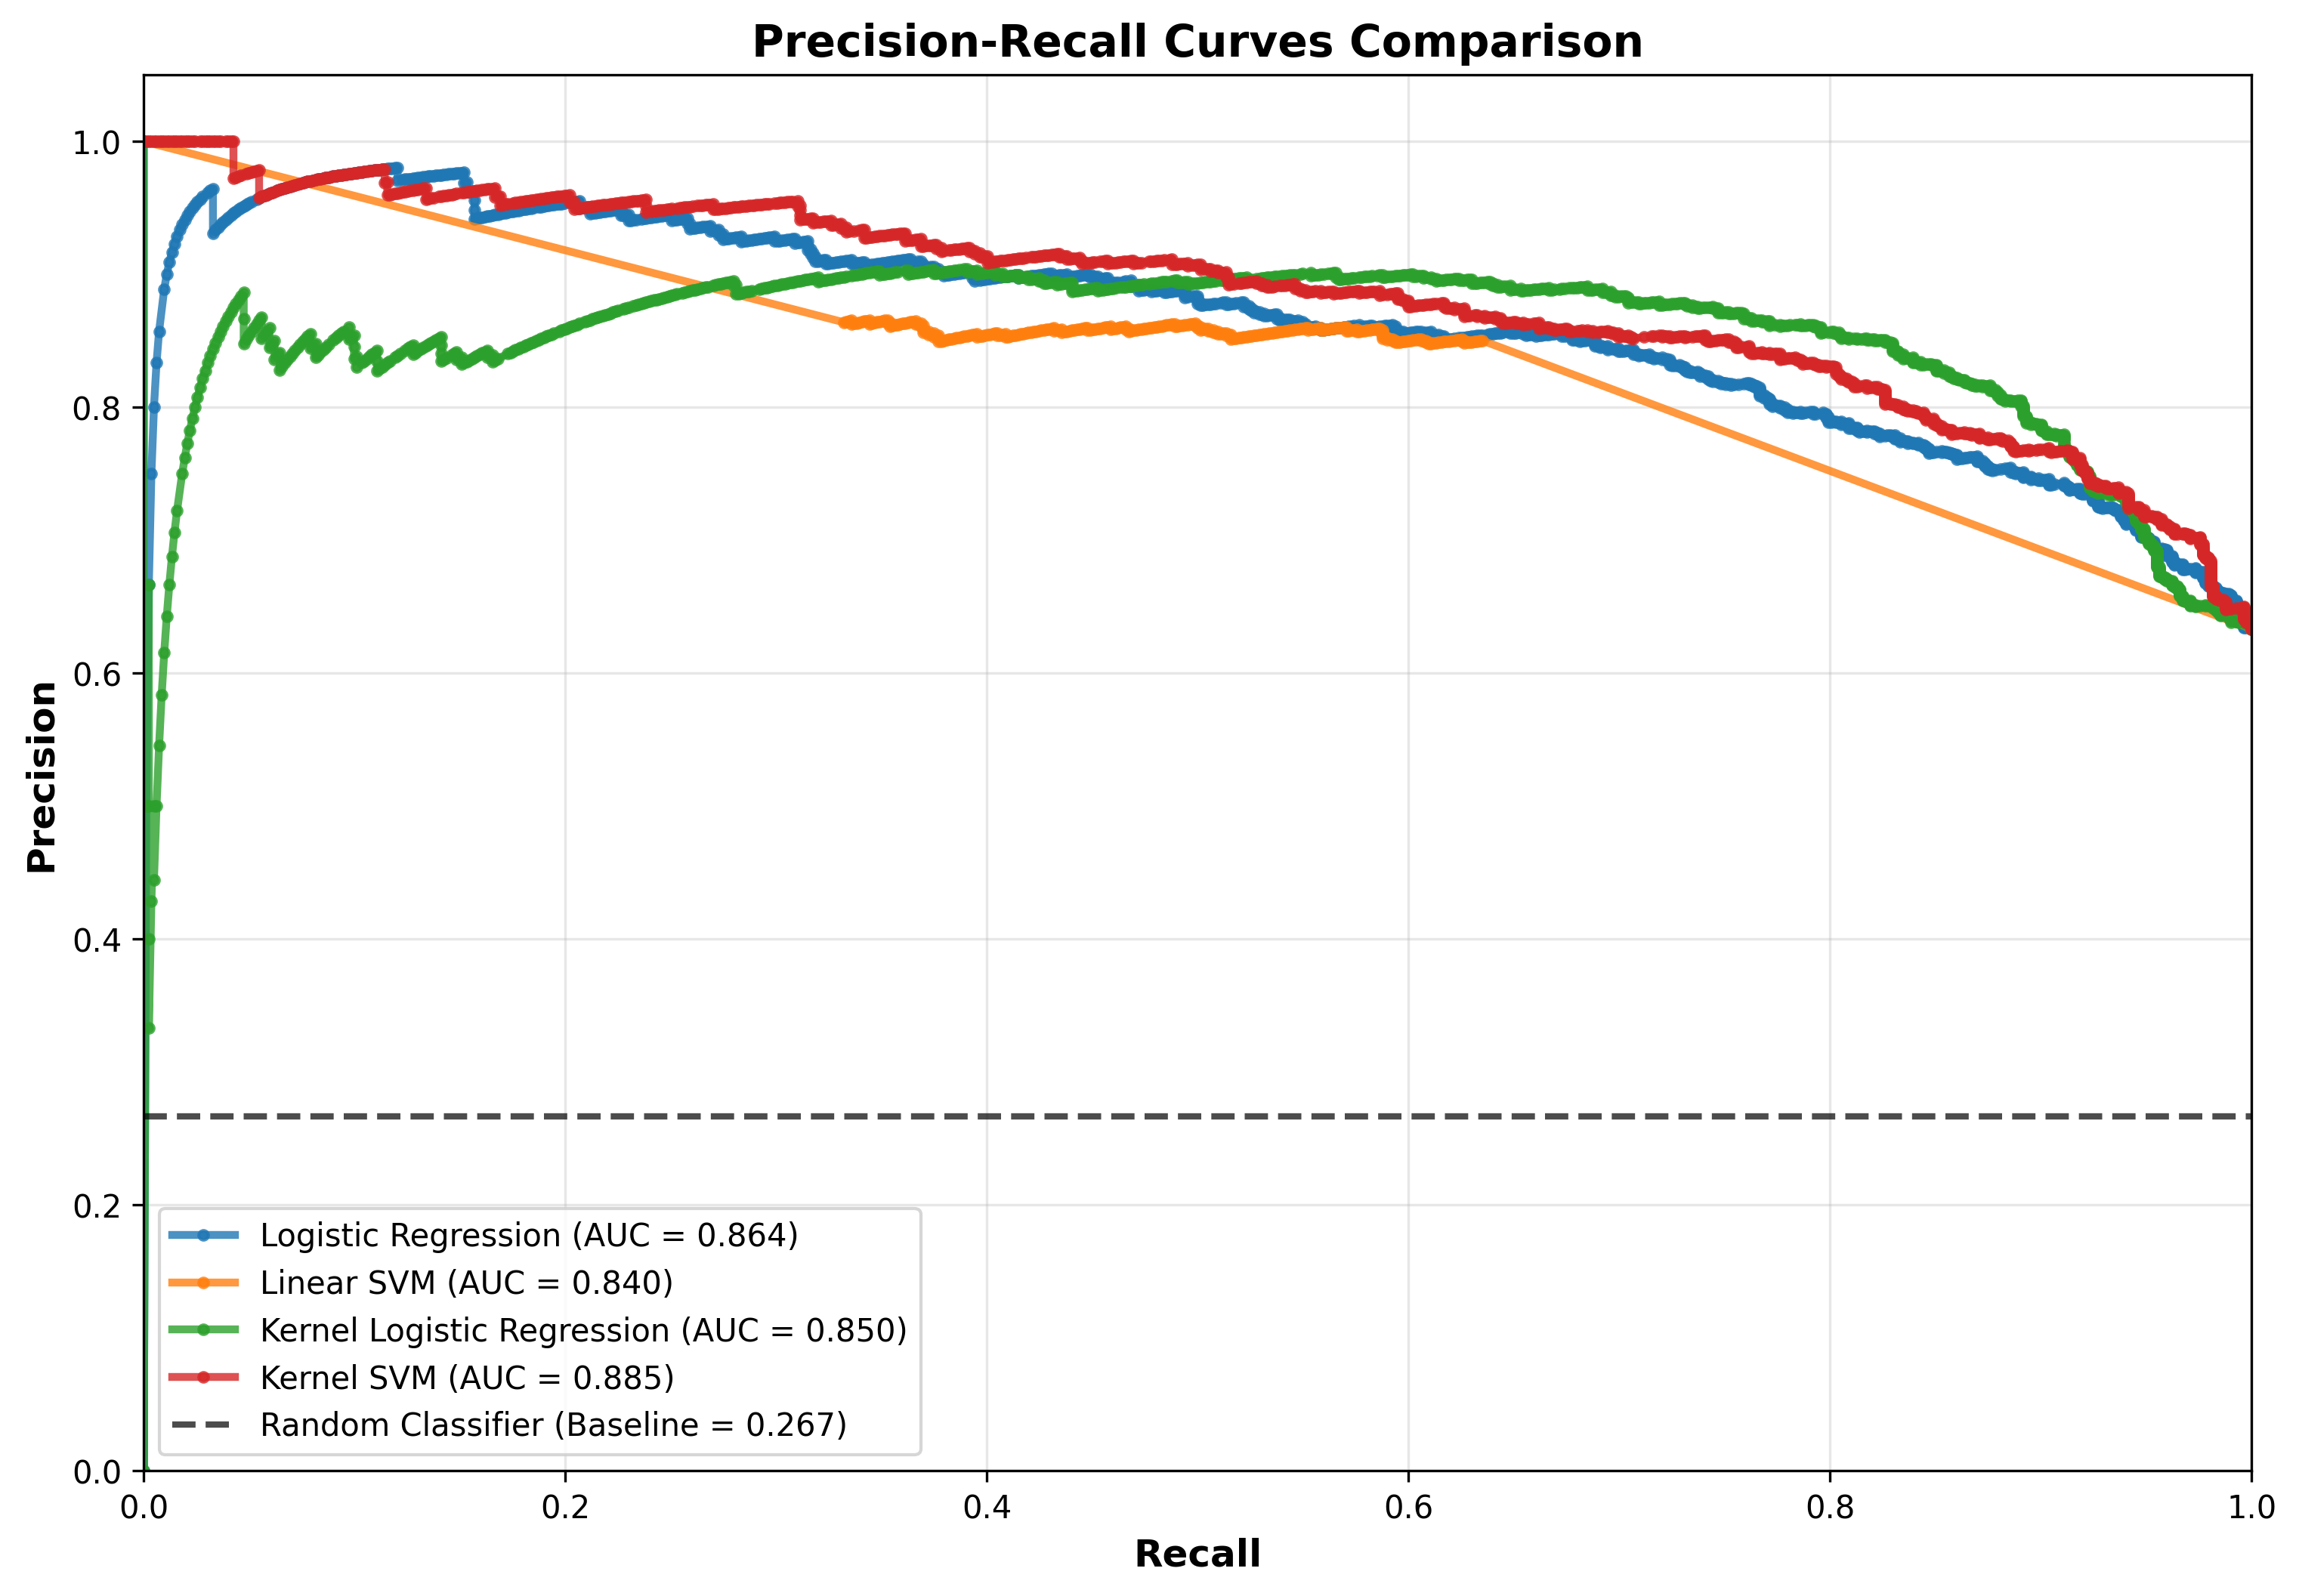 Precision-Recall Curves Comparison
Precision
1.0
0.8
0.6
0.4
0.2
0.0
Logistic Regression (AUC = 0.864)
Linear SVM (AUC = 0.840)
Kernel Logistic Regression (AUC = 0.850)
Kernel SVM (AUC = 0.885)
Random Classifier (Baseline = 0.267)
0.0 0.2 0.4 0.6 0.8 1.0
Recall